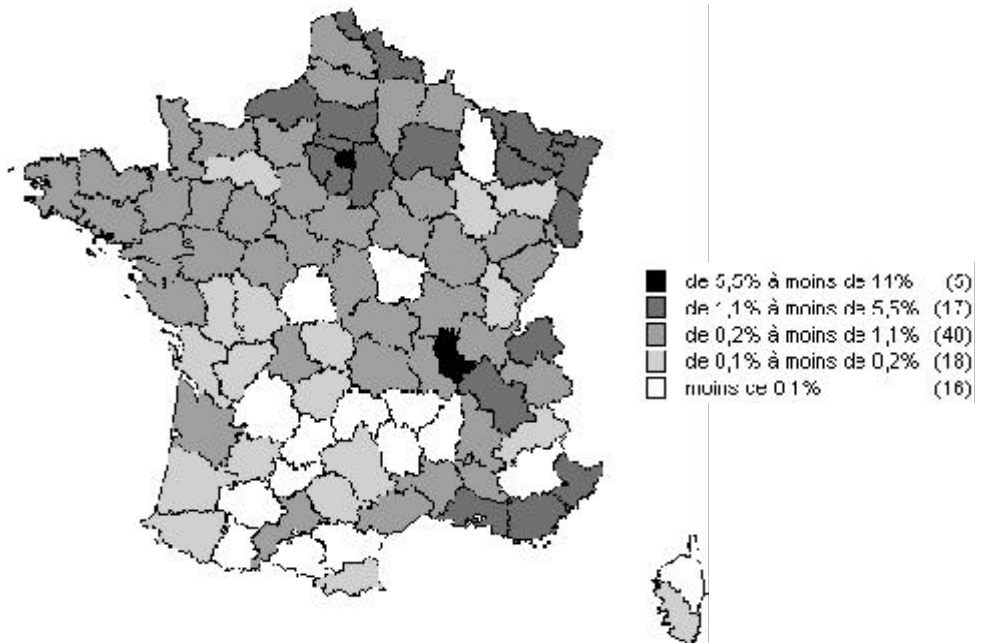 de 5,5% à moins de 11% (5)
de 1,1% à moins de 5,5% (17)
de 0,2% à moins de 1,1% (40)
de 0,1% à moins de 0,2% (18)
moins de 0 1% (16)